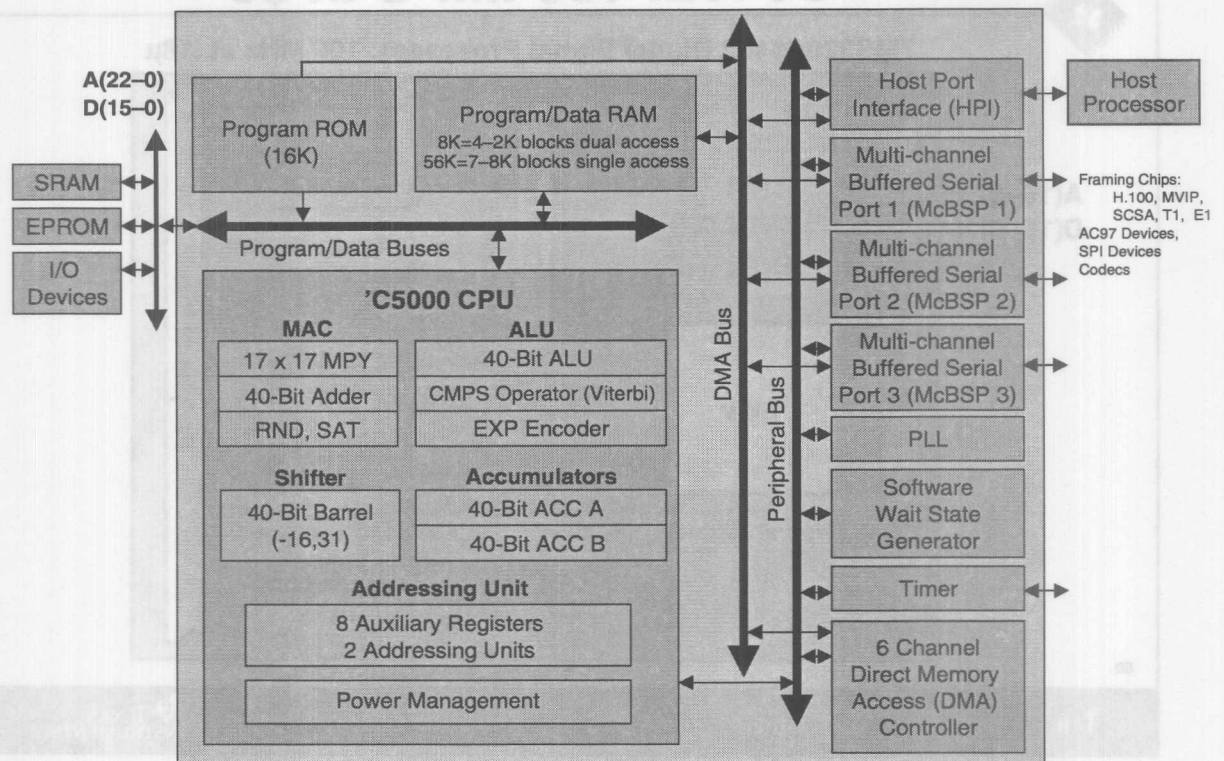 A(22–0)
D(15–0)
SRAM
EPROM
I/O
Devices
Program ROM
(16K)
Program/Data RAM
8K=4–2K blocks dual access
56K=7–8K blocks single access
Program/Data Buses
'C5000 CPU
MAC
17 x 17 MPY
40-Bit Adder
RND, SAT
ALU
40-Bit ALU
CMPS Operator (Viterbi)
EXP Encoder
Shifter
40-Bit Barrel
(-16,31)
Accumulators
40-Bit ACC A
40-Bit ACC B
Addressing Unit
8 Auxiliary Registers
2 Addressing Units
Power Management
DMA Bus
Peripheral Bus
Host Port
Interface (HPI)
Multi-channel
Buffered Serial
Port 1 (McBSP 1)
Multi-channel
Buffered Serial
Port 2 (McBSP 2)
Multi-channel
Buffered Serial
Port 3 (McBSP 3)
PLL
Software
Wait State
Generator
Timer
6 Channel
Direct Memory
Access (DMA)
Controller
Host
Processor
Framing Chips:
H.100, MVIP,
SCSA, T1, E1
AC97 Devices,
SPI Devices
Codecs